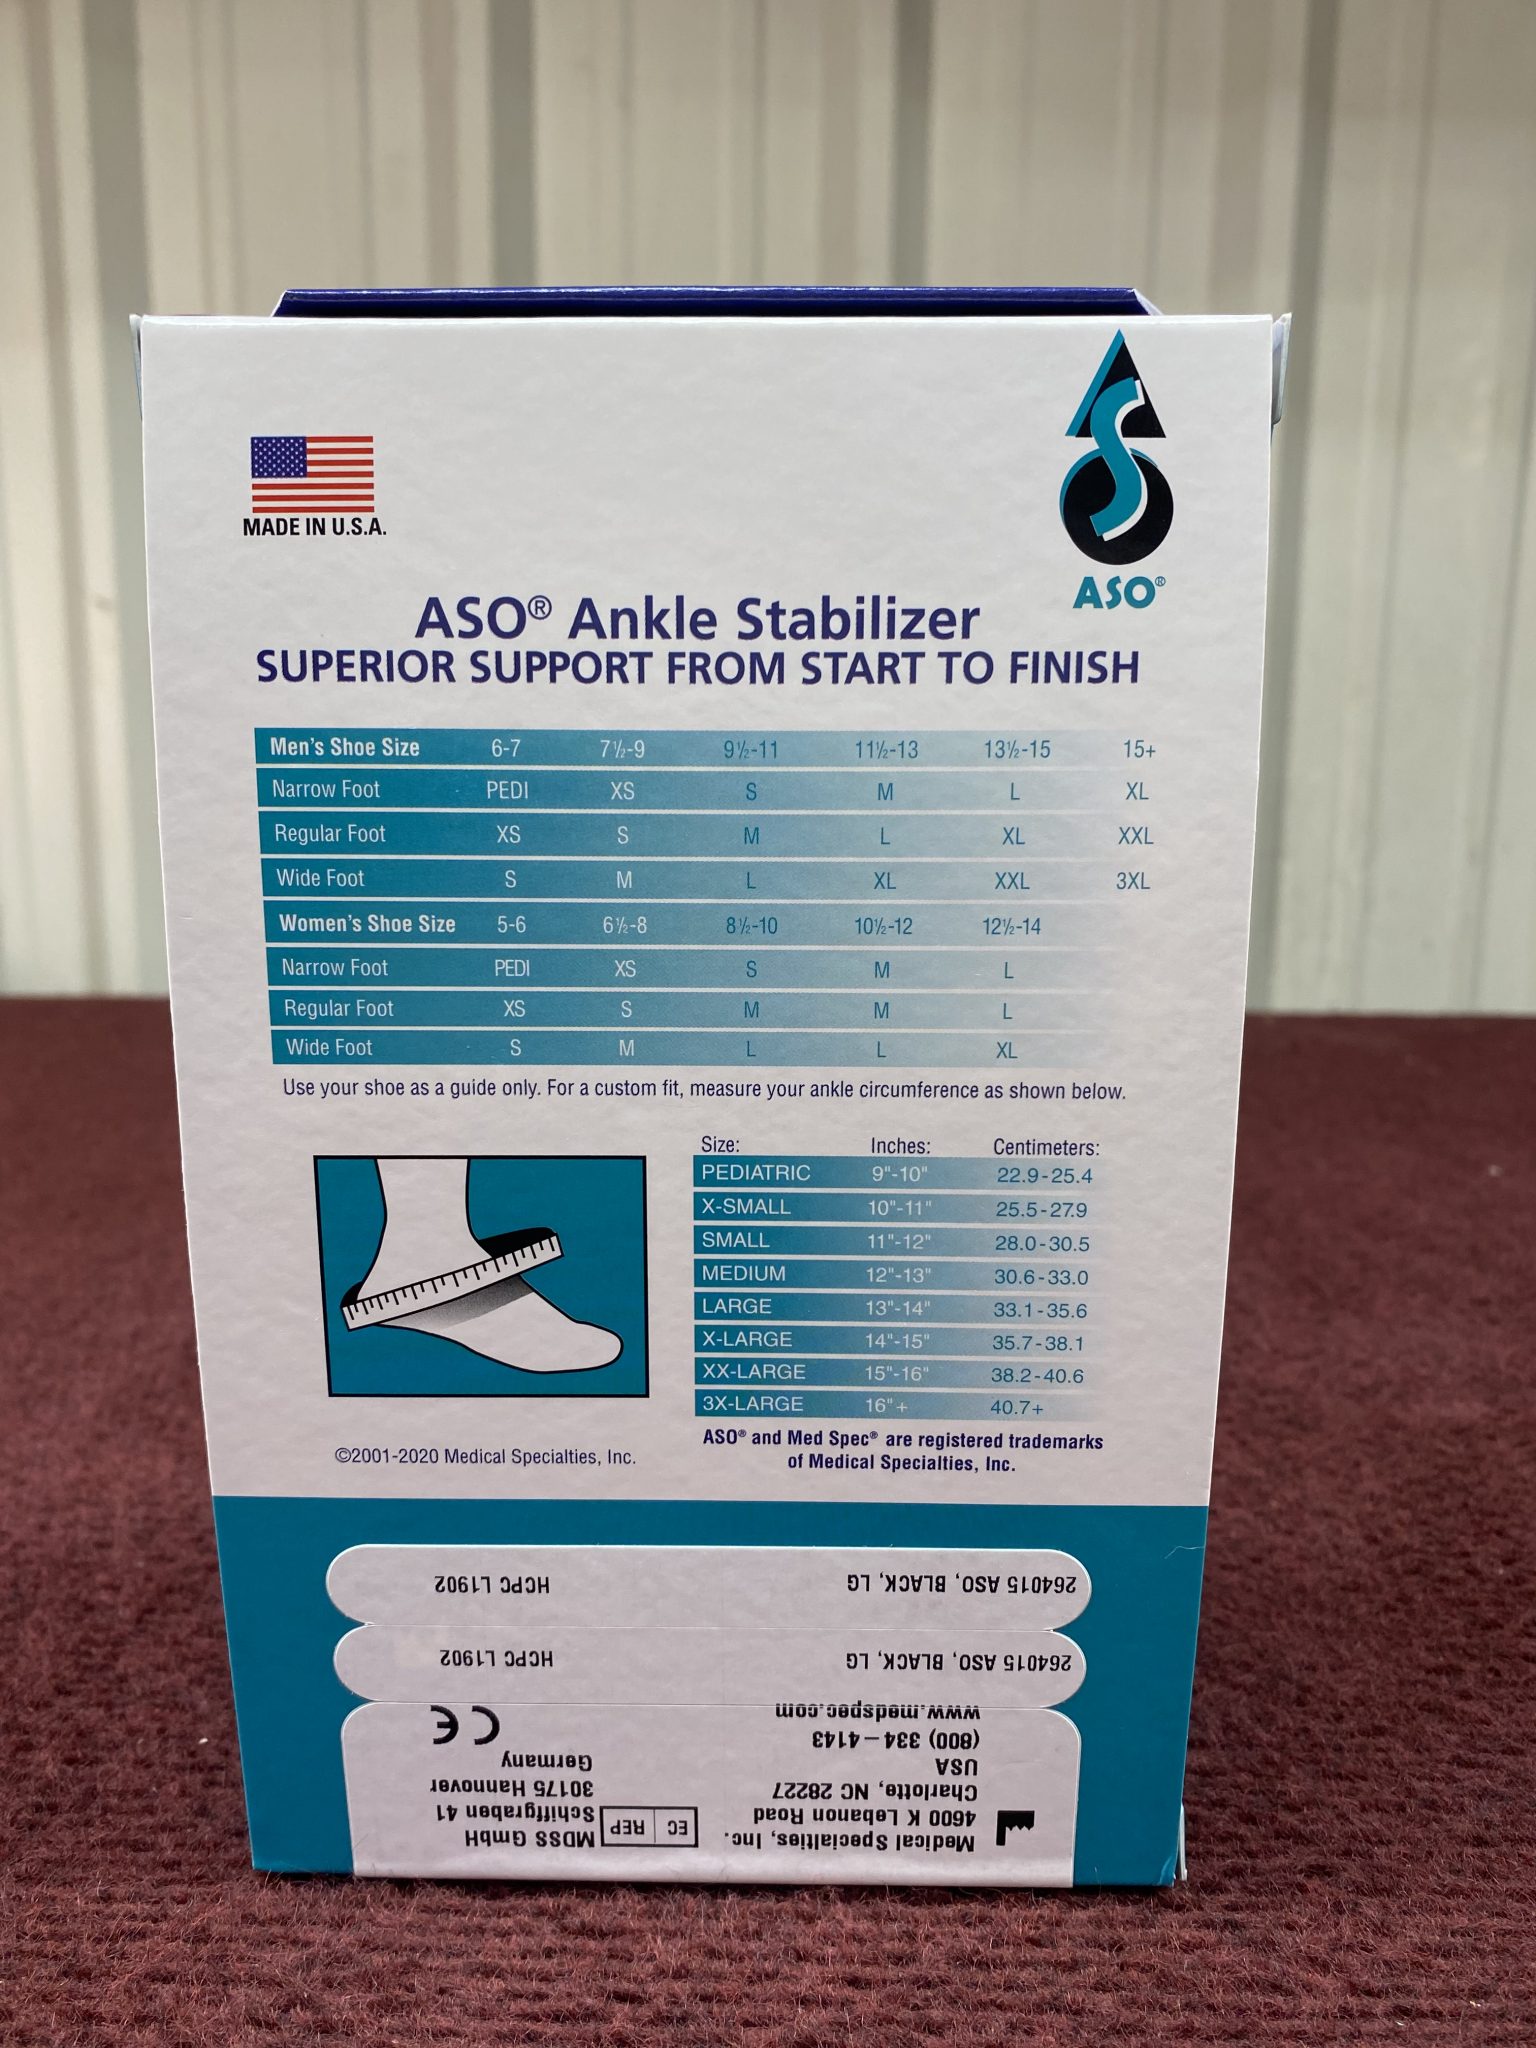 MADE IN U.S.A.
ASO®
ASO® Ankle Stabilizer
SUPERIOR SUPPORT FROM START TO FINISH
Men's Shoe Size 6-7 7½-9 9½-11 11½-13 13½-15 15+
Narrow Foot PEDI XS S M L XL
Regular Foot XS S M L XL XXL
Wide Foot S M L XL XXL 3XL
Women's Shoe Size 5-6 6½-8 8½-10 10½-12 12½-14
Narrow Foot PEDI XS S M L
Regular Foot XS S M M L
Wide Foot S M L L XL
Use your shoe as a guide only. For a custom fit, measure your ankle circumference as shown below.
Size: Inches: Centimeters:
PEDIATRIC 9"-10" 22.9-25.4
X-SMALL 10"-11" 25.5-27.9
SMALL 11"-12" 28.0-30.5
MEDIUM 12"-13" 30.6-33.0
LARGE 13"-14" 33.1-35.6
X-LARGE 14"-15" 35.7-38.1
XX-LARGE 15"-16" 38.2-40.6
3X-LARGE 16"+ 40.7+
ASO® and Med Spec® are registered trademarks
of Medical Specialties, Inc.
©2001-2020 Medical Specialties, Inc.
264015 ASO, BLACK, LG HCPC L1902
264015 ASO, BLACK, LG HCPC L1902
Medical Specialties, Inc.
4600 K Lebanon Road
Charlotte, NC 28227
USA
(800) 334-4143
www.medspec.com
EC REP
MDSS GmbH
Schiffgraben 41
30175 Hannover
Germany
CE